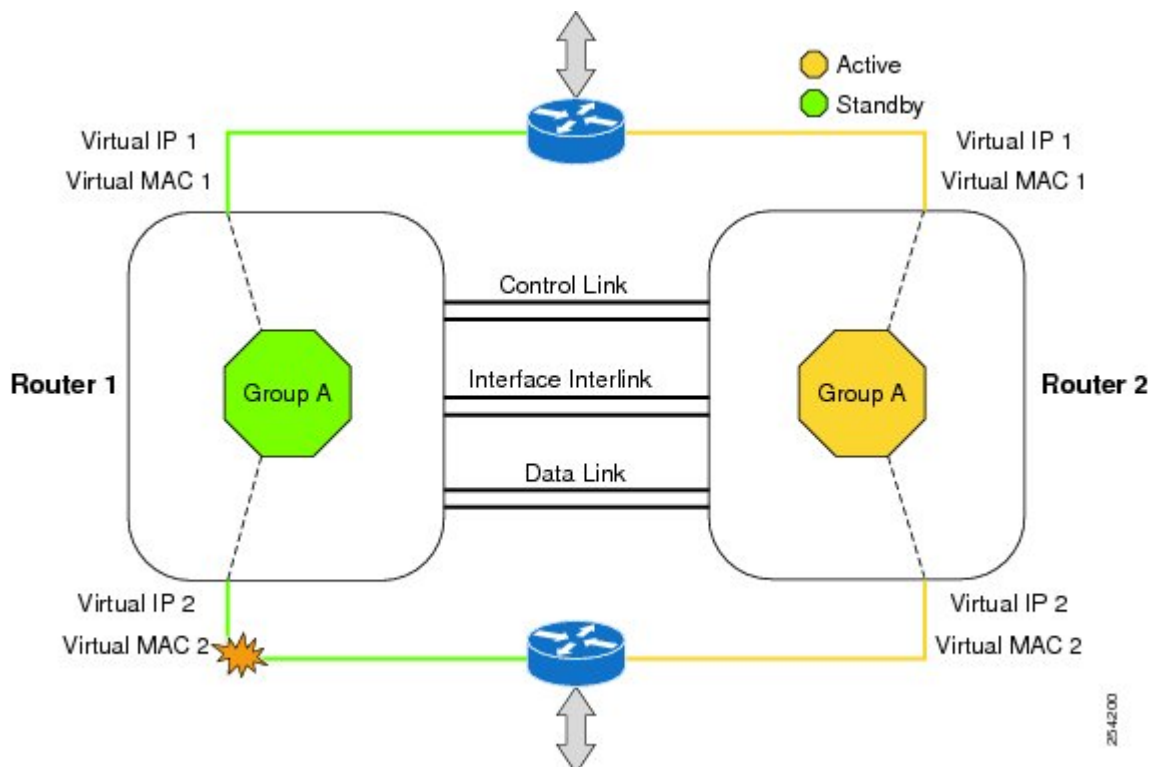 Active
Standby
Virtual IP 1
Virtual MAC 1
Virtual IP 1
Virtual MAC 1
Control Link
Router 1
Group A
Interface Interlink
Group A
Router 2
Data Link
Virtual IP 2
Virtual MAC 2
Virtual IP 2
Virtual MAC 2
254200